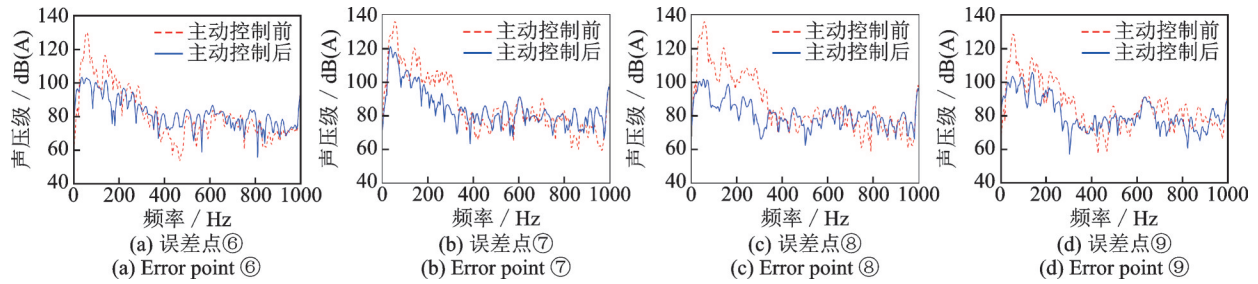 140
120
100
80
60
40
声压级 / dB(A)
主动控制前
主动控制后
0 200 400 600 800 1000
频率 / Hz
(a) 误差点⑥
(a) Error point ⑥
140
120
100
80
60
40
声压级 / dB(A)
主动控制前
主动控制后
0 200 400 600 800 1000
频率 / Hz
(b) 误差点⑦
(b) Error point ⑦
140
120
100
80
60
40
声压级 / dB(A)
主动控制前
主动控制后
0 200 400 600 800 1000
频率 / Hz
(c) 误差点⑧
(c) Error point ⑧
140
120
100
80
60
40
声压级 / dB(A)
主动控制前
主动控制后
0 200 400 600 800 1000
频率 / Hz
(d) 误差点⑨
(d) Error point ⑨